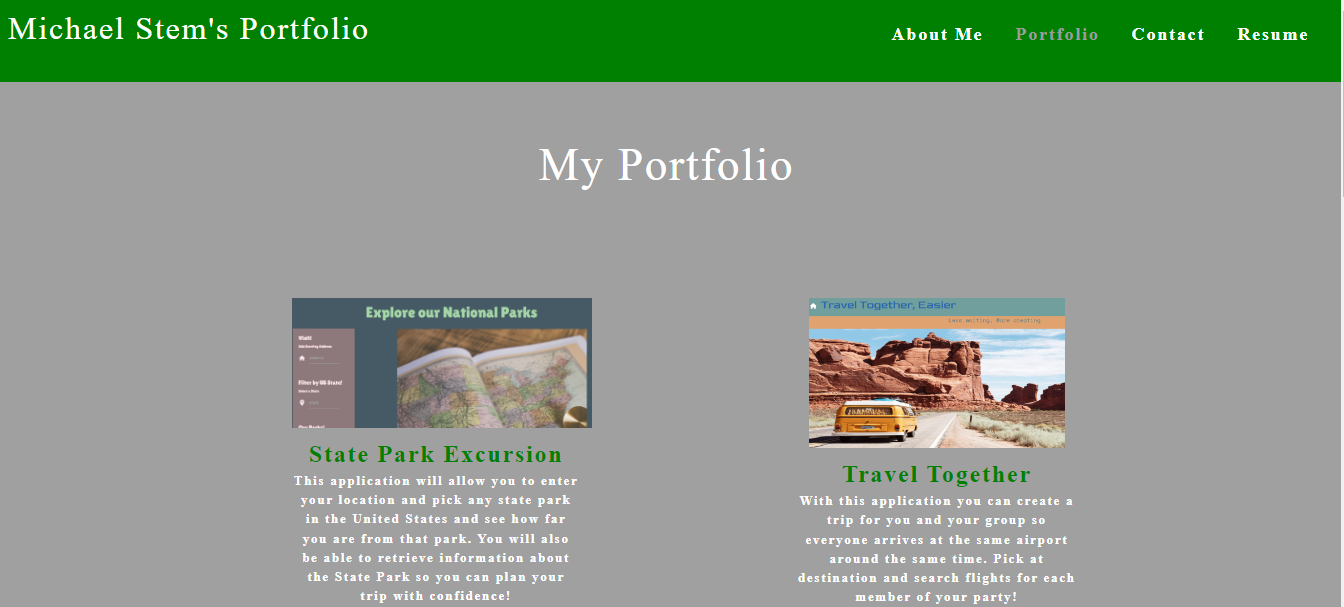 Michael Stem's Portfolio
About Me Portfolio Contact Resume
My Portfolio
Explore our National Parks
Visit!
Filter by US State!
Travel Together, Easier
Less waiting, More creating
State Park Excursion
This application will allow you to enter
your location and pick any state park
in the United States and see how far
you are from that park. You will also
be able to retrieve information about
the State Park so you can plan your
trip with confidence!
Travel Together
With this application you can create a
trip for you and your group so
everyone arrives at the same airport
around the same time. Pick at
destination and search flights for each
member of your party!